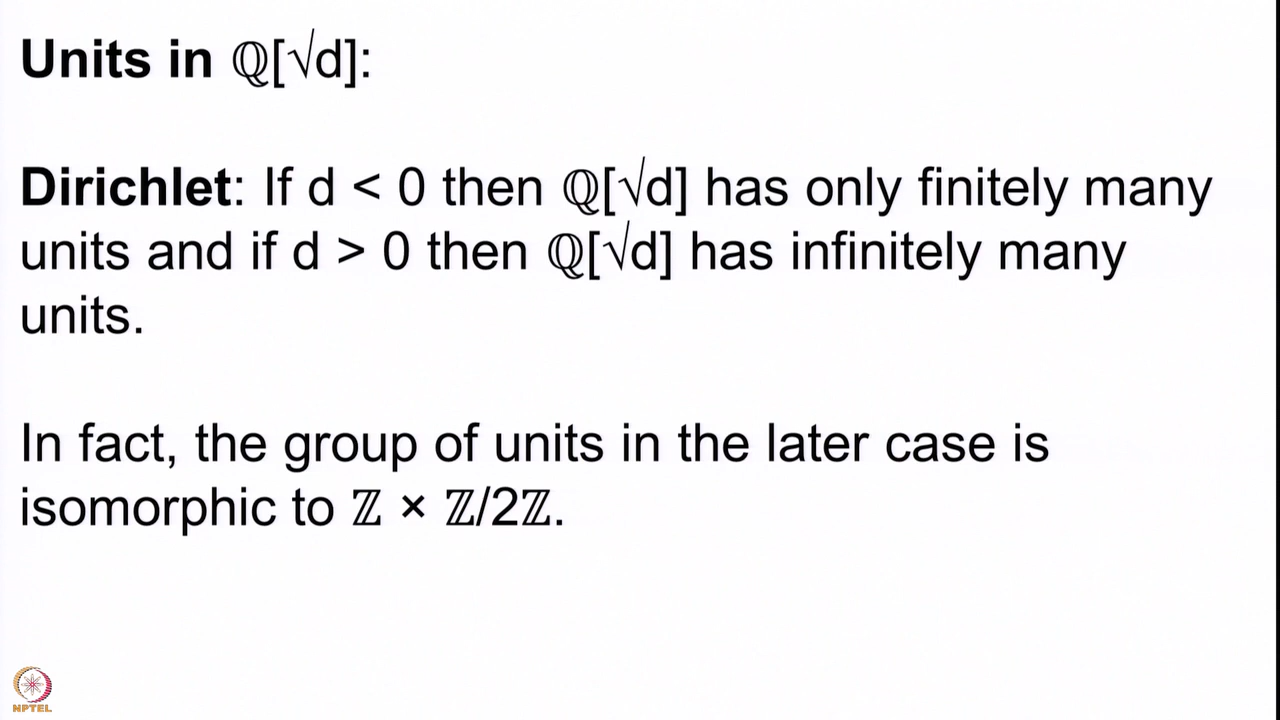 Units in ℚ[√d]:
Dirichlet: If d < 0 then ℚ[√d] has only finitely many
units and if d > 0 then ℚ[√d] has infinitely many
units.
In fact, the group of units in the later case is
isomorphic to ℤ × ℤ/2ℤ.
NPTEL